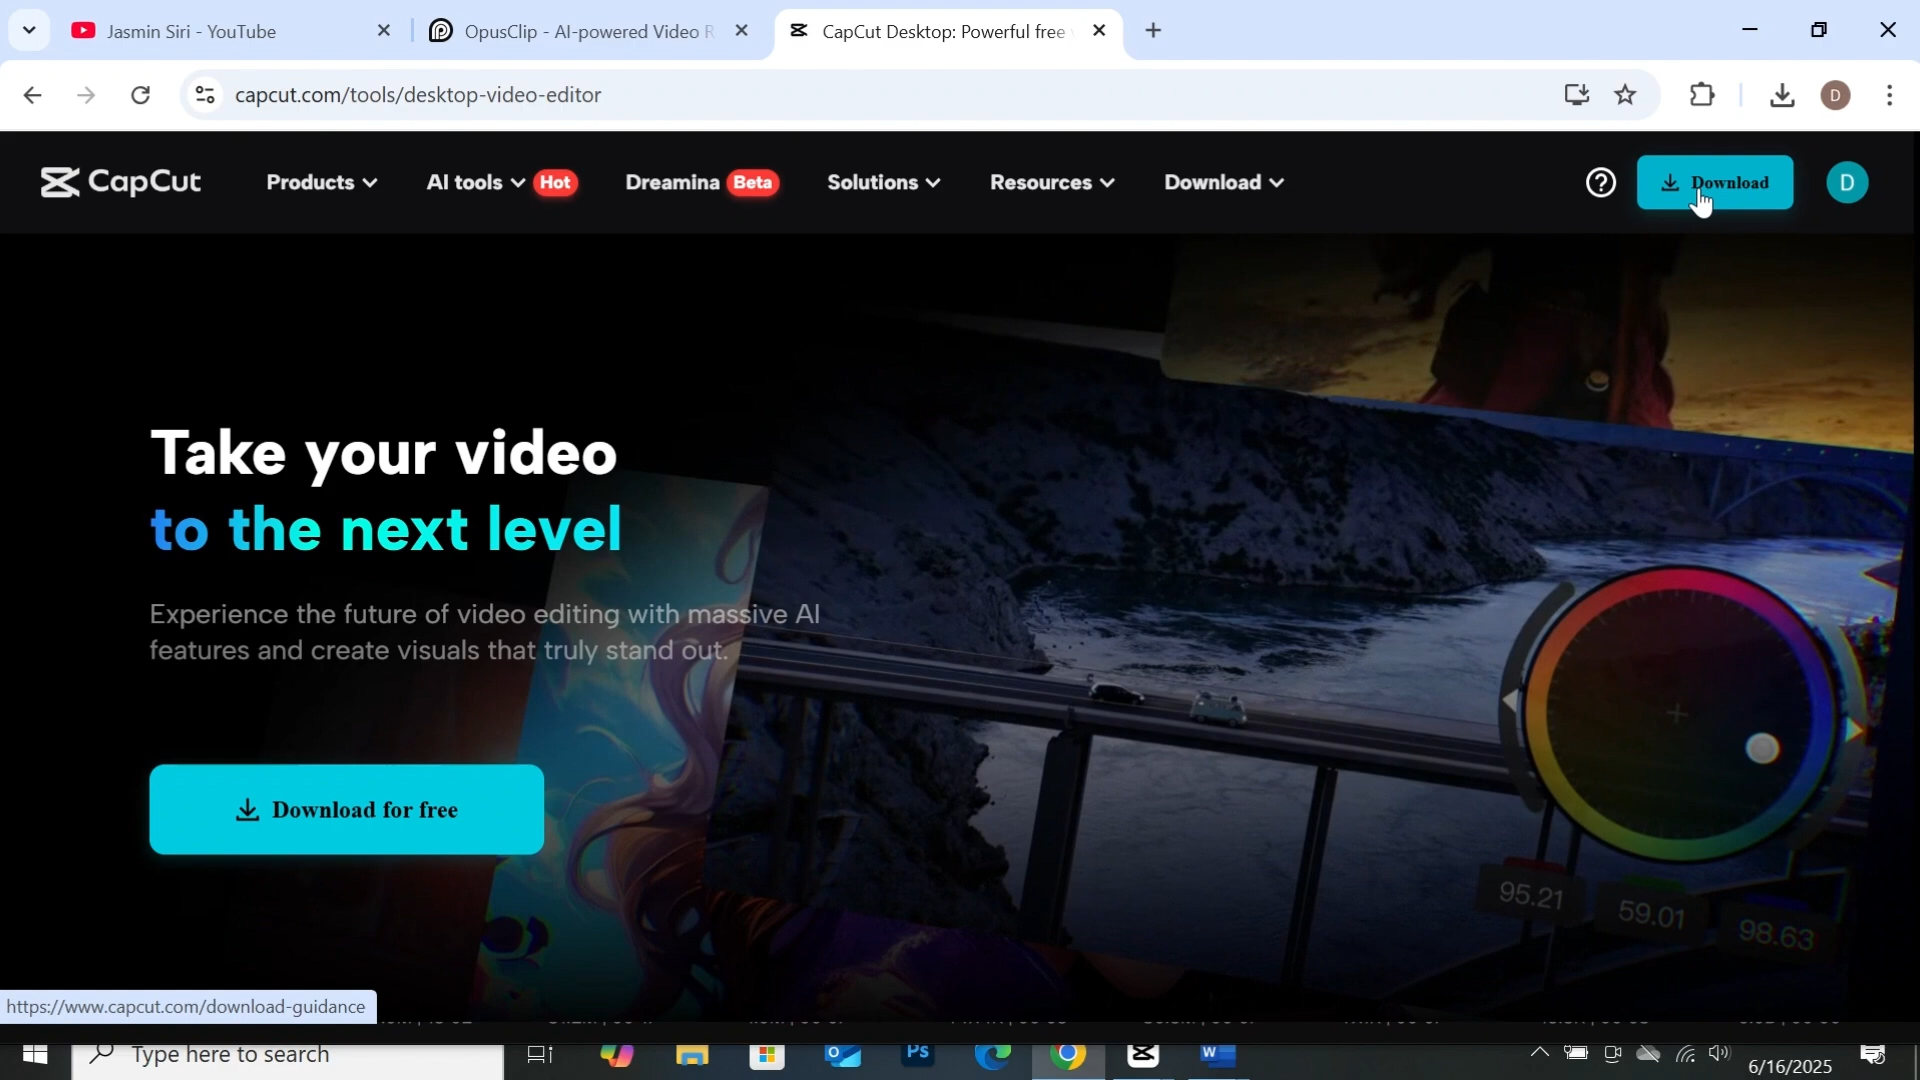 Jasmin Siri - YouTube
OpusClip - AI-powered Video R
CapCut Desktop: Powerful free
capcut.com/tools/desktop-video-editor
D
CapCut
Products
AI tools
Hot
Dreamina
Beta
Solutions
Resources
Download
Download
D
Take your video
to the next level
Experience the future of video editing with massive AI
features and create visuals that truly stand out.
Download for free
95.21
59.01
98.63
https://www.capcut.com/download-guidance
Type here to search
Ps
W
6/16/2025